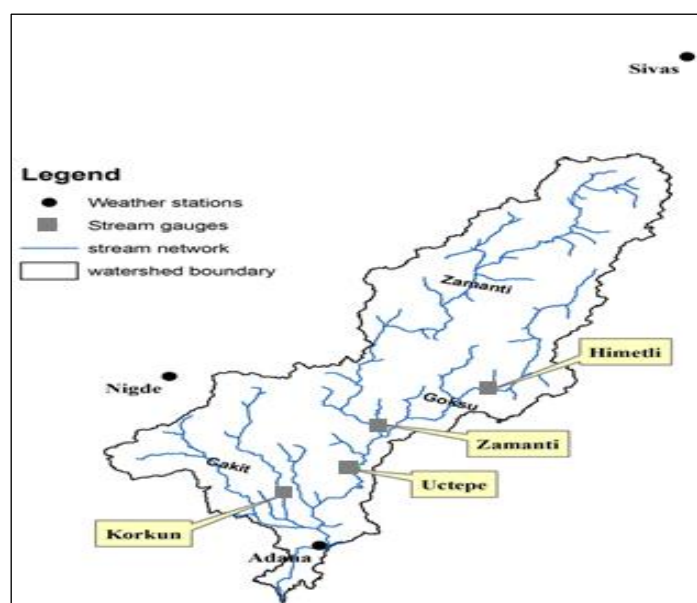 Sivas
Legend
Weather stations
Stream gauges
stream network
watershed boundary
Zamanti
Himetli
Nigde
Goksu
Zamanti
Cakit
Uctepe
Korkun
Adana